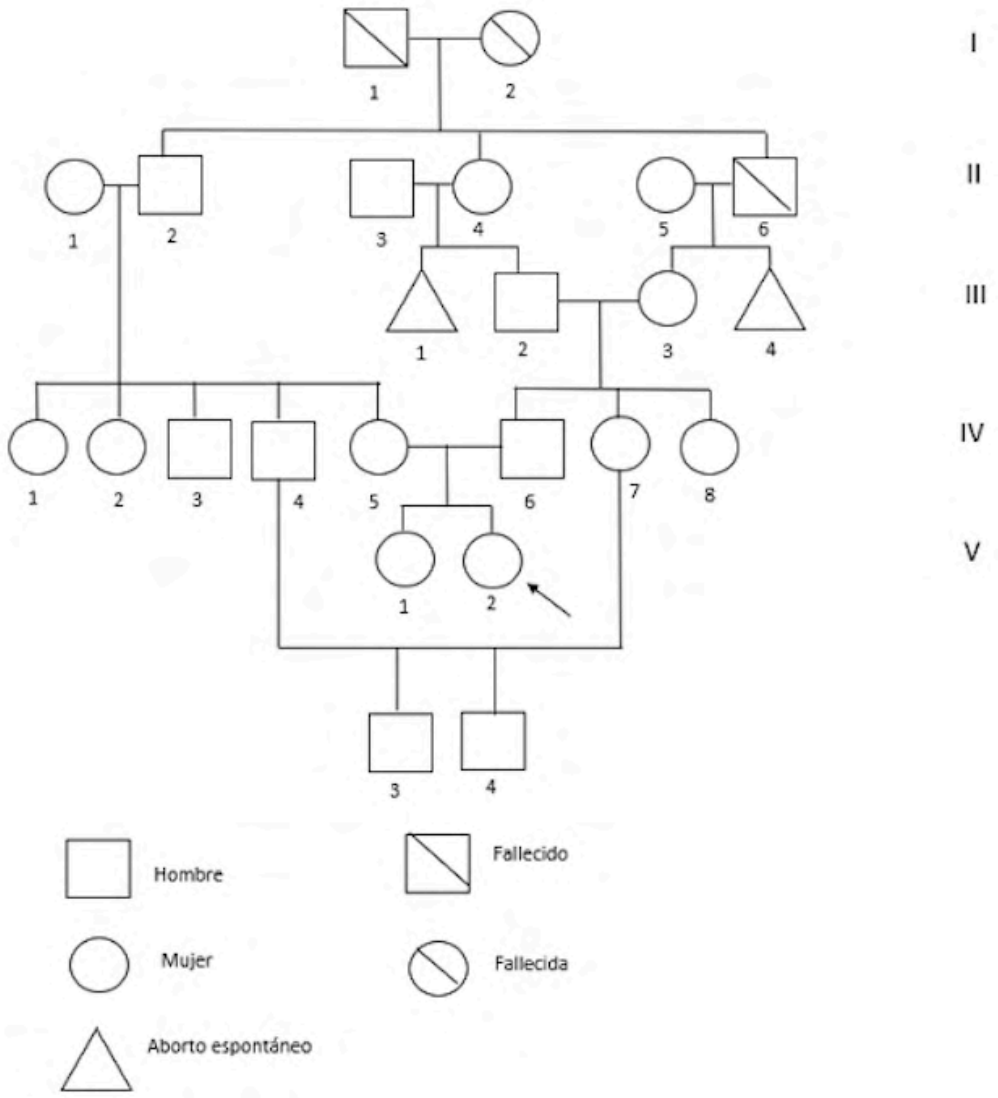 I
1 2
II
1 2 3 4 5 6
III
1 2 3 4
IV
1 2 3 4 5 6 7 8
V
1 2
3 4
Hombre
Fallecido
Mujer
Fallecida
Aborto espontáneo